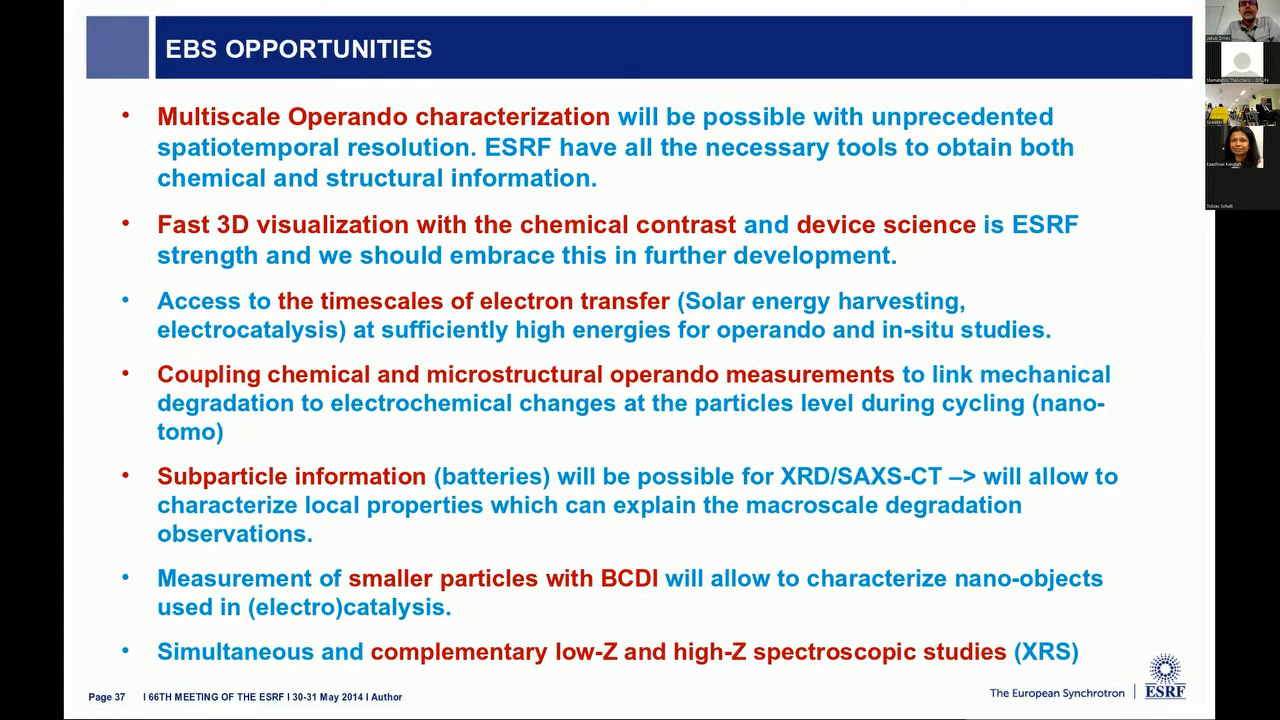 EBS OPPORTUNITIES
• Multiscale Operando characterization will be possible with unprecedented
spatiotemporal resolution. ESRF have all the necessary tools to obtain both
chemical and structural information.
• Fast 3D visualization with the chemical contrast and device science is ESRF
strength and we should embrace this in further development.
• Access to the timescales of electron transfer (Solar energy harvesting,
electrocatalysis) at sufficiently high energies for operando and in-situ studies.
• Coupling chemical and microstructural operando measurements to link mechanical
degradation to electrochemical changes at the particles level during cycling (nano-
tomo)
• Subparticle information (batteries) will be possible for XRD/SAXS-CT –> will allow to
characterize local properties which can explain the macroscale degradation
observations.
• Measurement of smaller particles with BCDI will allow to characterize nano-objects
used in (electro)catalysis.
• Simultaneous and complementary low-Z and high-Z spectroscopic studies (XRS)
Page 37 l 66TH MEETING OF THE ESRF l 30-31 May 2014 l Author
The European Synchrotron
ESRF
Jakub Drnec
Speaker
Tobias Schulli